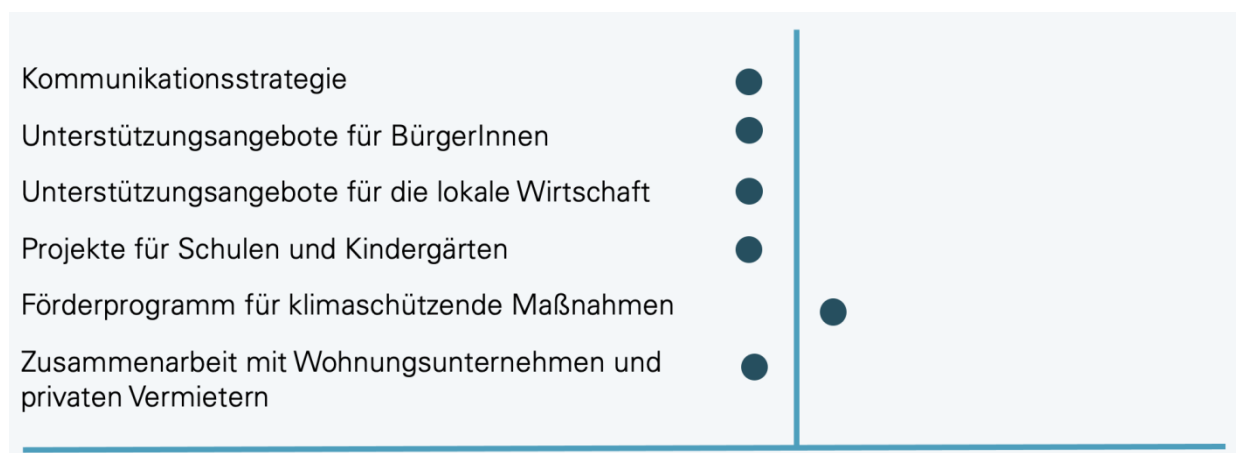 Kommunikationsstrategie
Unterstützungsangebote für BürgerInnen
Unterstützungsangebote für die lokale Wirtschaft
Projekte für Schulen und Kindergärten
Förderprogramm für klimaschützende Maßnahmen
Zusammenarbeit mit Wohnungsunternehmen und
privaten Vermietern